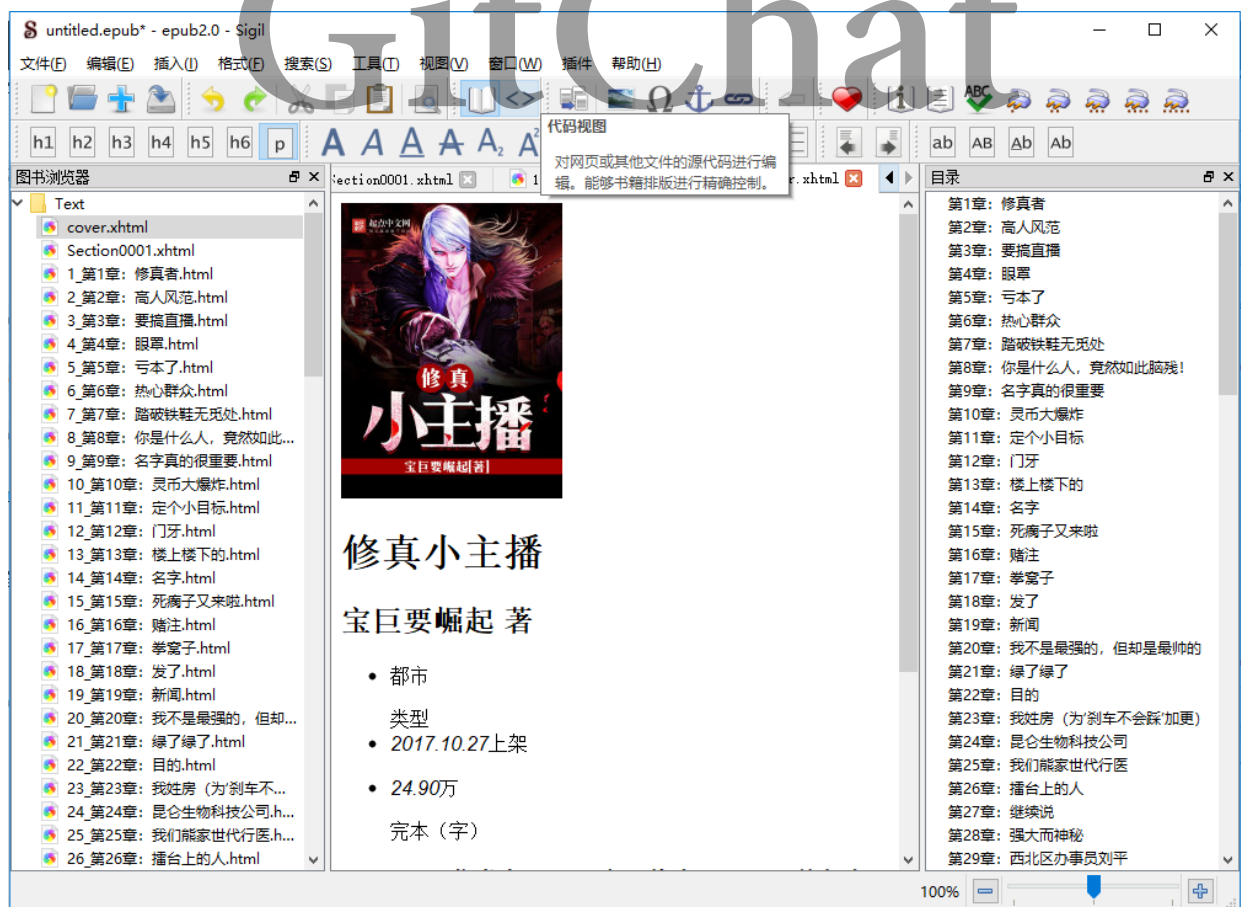 GitChat
untitled.epub* - epub2.0 - Sigil
文件(F) 编辑(E) 插入(I) 格式(F) 搜索(S) 工具(T) 视图(V) 窗口(W) 插件 帮助(H)
ABC
h1 h2 h3 h4 h5 h6 p A A A A A₂ A² ab AB Ab Ab
代码视图
对网页或其他文件的源代码进行编
辑。能够书籍排版进行精确控制。
图书浏览器
Text
cover.xhtml
Section0001.xhtml
1_第1章：修真者.html
2_第2章：高人风范.html
3_第3章：要搞直播.html
4_第4章：眼罩.html
5_第5章：亏本了.html
6_第6章：热心群众.html
7_第7章：踏破铁鞋无觅处.html
8_第8章：你是什么人，竟然如此...
9_第9章：名字真的很重要.html
10_第10章：灵币大爆炸.html
11_第11章：定个小目标.html
12_第12章：门牙.html
13_第13章：楼上楼下的.html
14_第14章：名字.html
15_第15章：死瘸子又来啦.html
16_第16章：赌注.html
17_第17章：拳窝子.html
18_第18章：发了.html
19_第19章：新闻.html
20_第20章：我不是最强的，但却...
21_第21章：绿了绿了.html
22_第22章：目的.html
23_第23章：我姓房（为‘刹车不...
24_第24章：昆仑生物科技公司.h...
25_第25章：我们熊家世代行医.h...
26_第26章：擂台上的人.html
Section0001.xhtml 1 r.xhtml
起点中文网
修真
小主播
宝巨要崛起[著]
修真小主播
宝巨要崛起 著
都市
类型
2017.10.27上架
24.90万
完本（字）
目录
第1章：修真者
第2章：高人风范
第3章：要搞直播
第4章：眼罩
第5章：亏本了
第6章：热心群众
第7章：踏破铁鞋无觅处
第8章：你是什么人，竟然如此脑残！
第9章：名字真的很重要
第10章：灵币大爆炸
第11章：定个小目标
第12章：门牙
第13章：楼上楼下的
第14章：名字
第15章：死瘸子又来啦
第16章：赌注
第17章：拳窝子
第18章：发了
第19章：新闻
第20章：我不是最强的，但却是最帅的
第21章：绿了绿了
第22章：目的
第23章：我姓房（为‘刹车不会踩’加更）
第24章：昆仑生物科技公司
第25章：我们熊家世代行医
第26章：擂台上的人
第27章：继续说
第28章：强大而神秘
第29章：西北区办事员刘平
100%